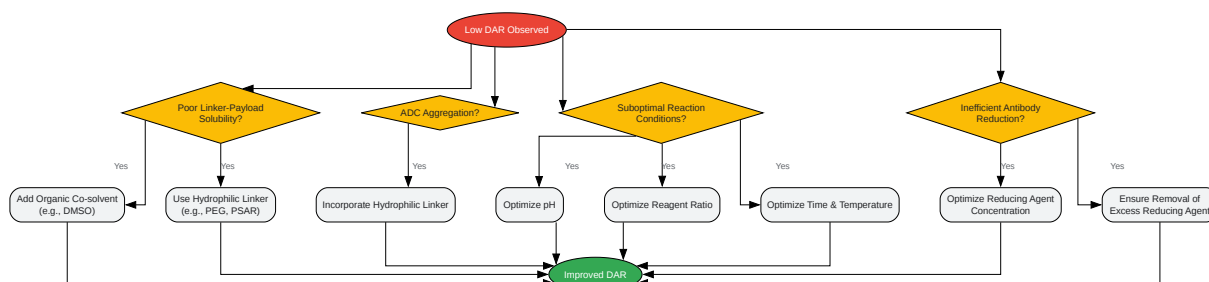 Low DAR Observed
Poor Linker-Payload
Solubility?
ADC Aggregation?
Suboptimal Reaction
Conditions?
Inefficient Antibody
Reduction?
Yes
Yes
Yes
Yes
Yes
Yes
Yes
Yes
Add Organic Co-solvent
(e.g., DMSO)
Use Hydrophilic Linker
(e.g., PEG, PSAR)
Incorporate Hydrophilic Linker
Optimize pH
Optimize Reagent Ratio
Optimize Time & Temperature
Optimize Reducing Agent
Concentration
Ensure Removal of
Excess Reducing Agent
Improved DAR